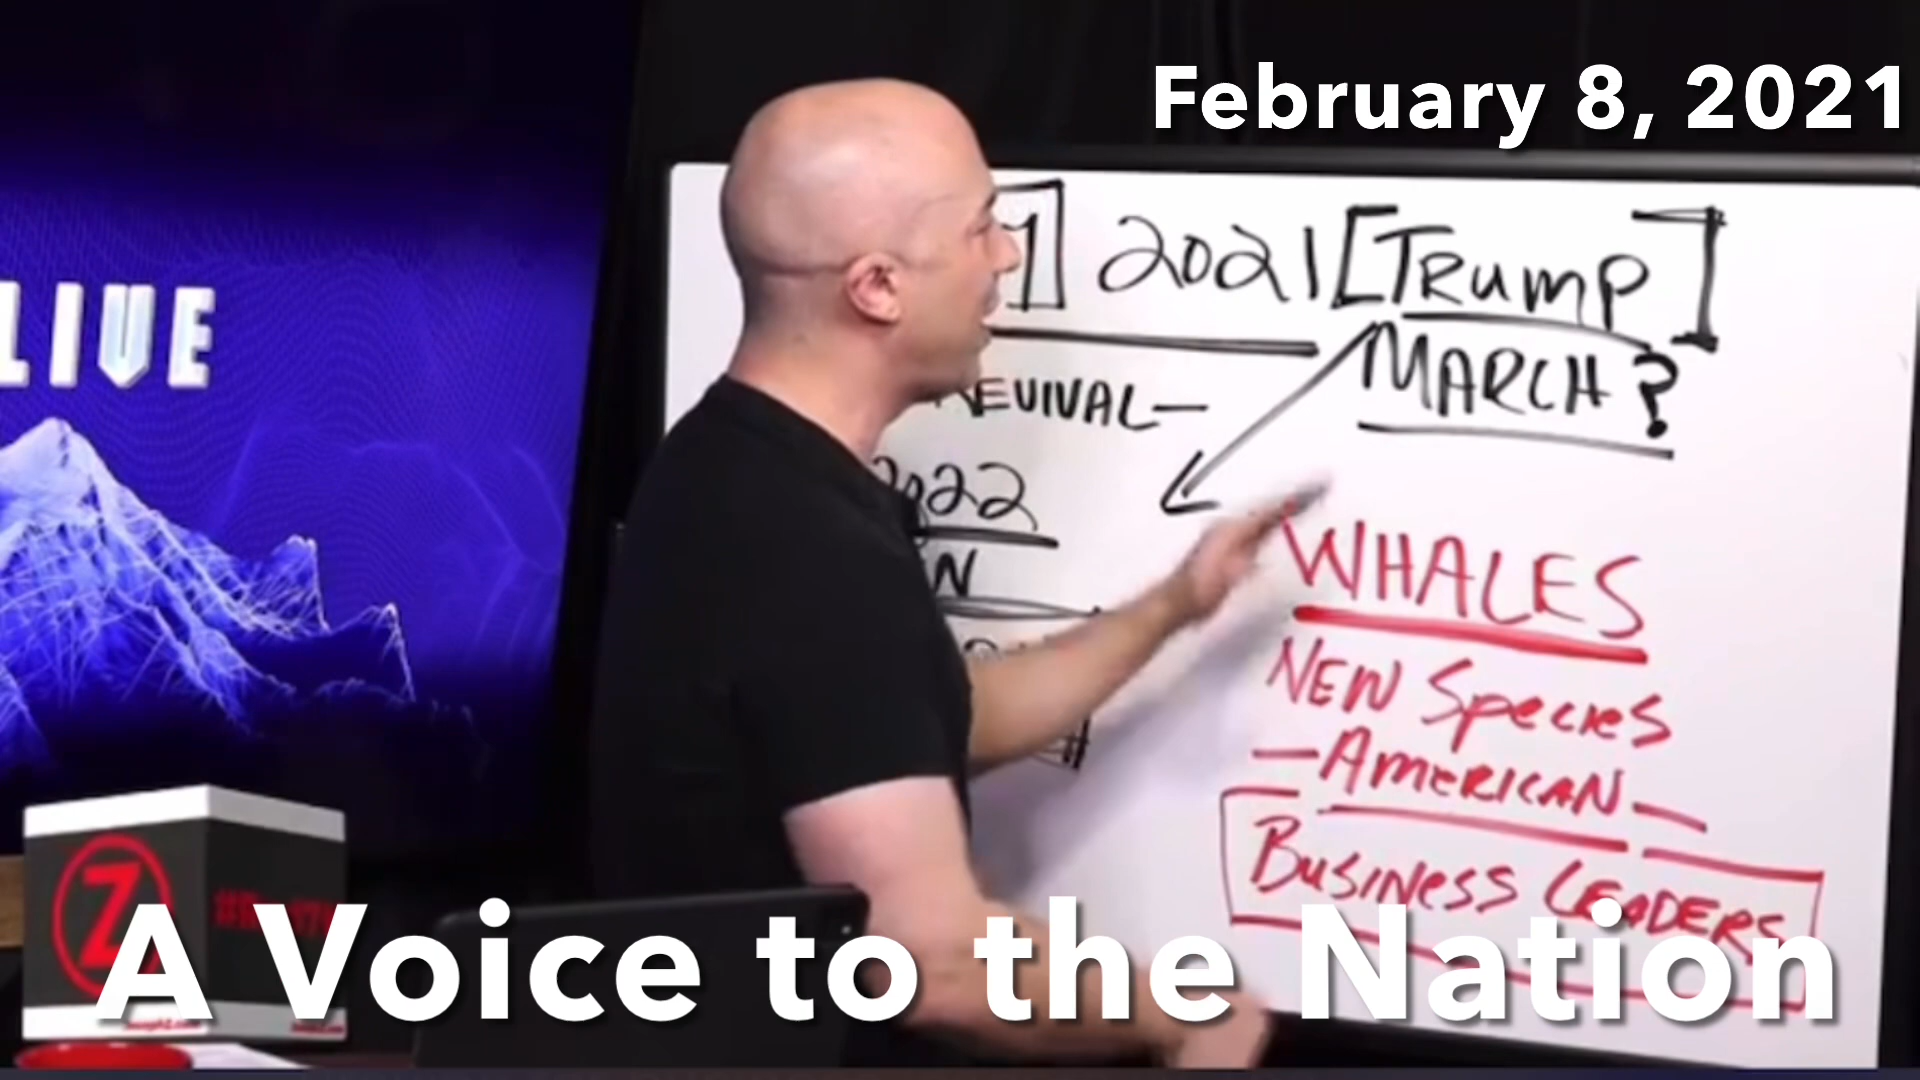 February 8, 2021
LIVE
2021 [TRUMP]
MARCH?
REVIVAL—
2022
WHALES
NEW Species
—AMERICAN—
BUSINESS LEADERS
Z
A Voice to the Nation